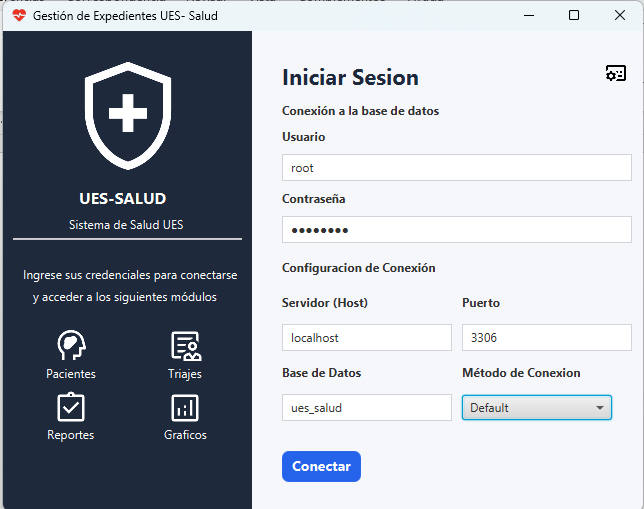 Gestión de Expedientes UES- Salud
UES-SALUD
Sistema de Salud UES
Ingrese sus credenciales para conectarse
y acceder a los siguientes módulos
Pacientes
Triajes
Reportes
Graficos
Iniciar Sesion
Conexión a la base de datos
Usuario
root
Contraseña
●●●●●●●●
Configuracion de Conexión
Servidor (Host)
Puerto
localhost
3306
Base de Datos
Método de Conexion
ues_salud
Default
Conectar